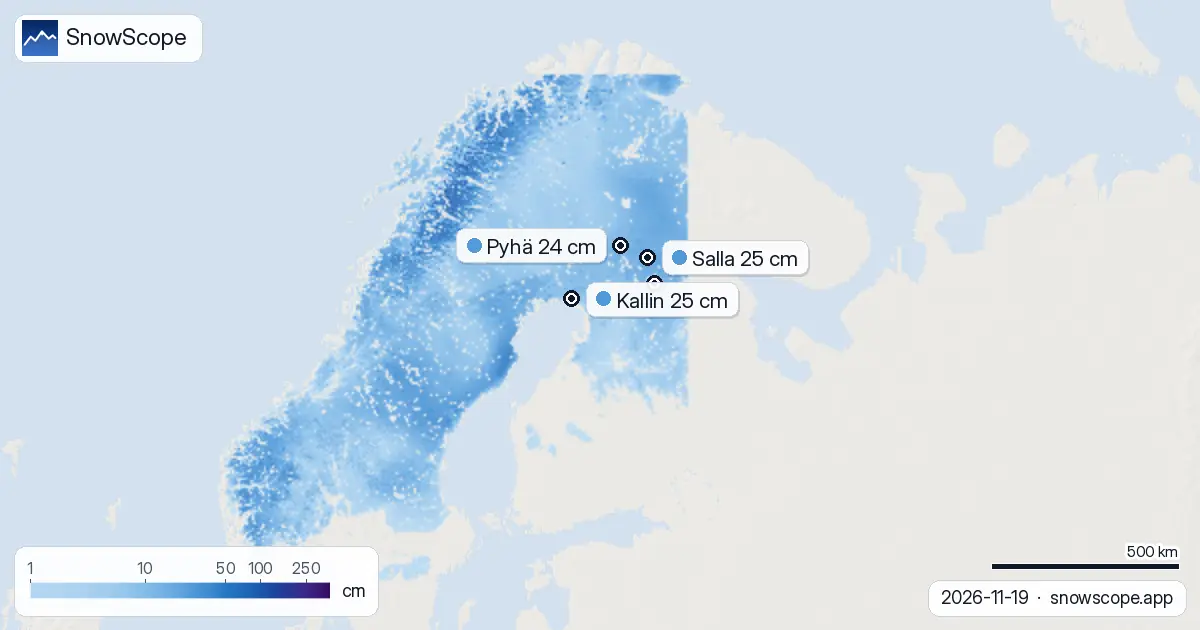 SnowScope
Pyhä 24 cm
Salla 25 cm
Kallin 25 cm
1 10 50 100 250
cm
500 km
2026-11-19 · snowscope.app